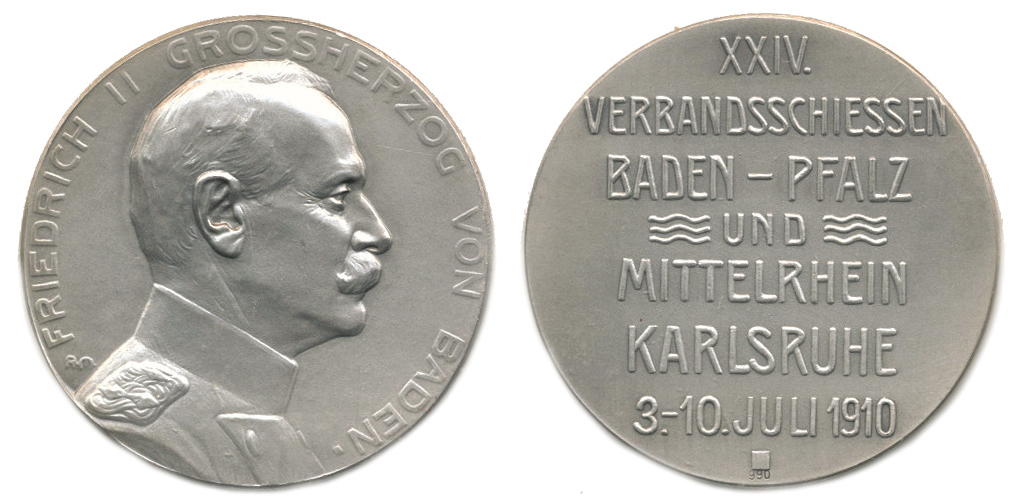 FRIEDRICH II GROSSHERZOG VON BADEN.
XXIV.
VERBANDSSCHIESSEN
BADEN – PFALZ
UND
MITTELRHEIN
KARLSRUHE
3.–10. JULI 1910
990